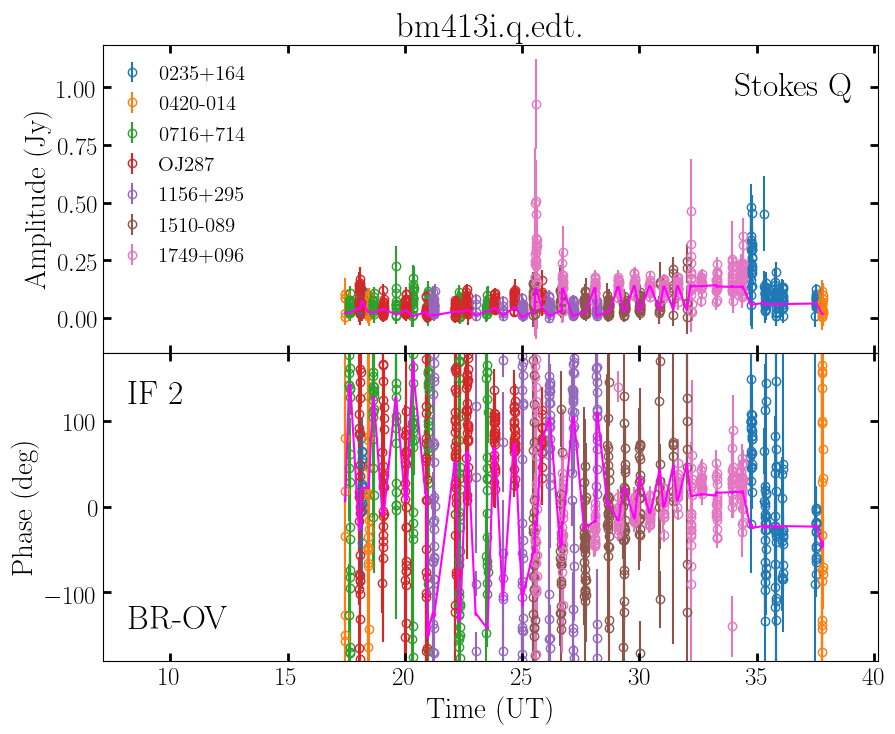 bm413i.q.edt.
Stokes Q
0235+164
0420-014
0716+714
OJ287
1156+295
1510-089
1749+096
Amplitude (Jy)
1.00
0.75
0.50
0.25
0.00
IF 2
BR-OV
Phase (deg)
100
0
−100
10
15
20
25
30
35
40
Time (UT)